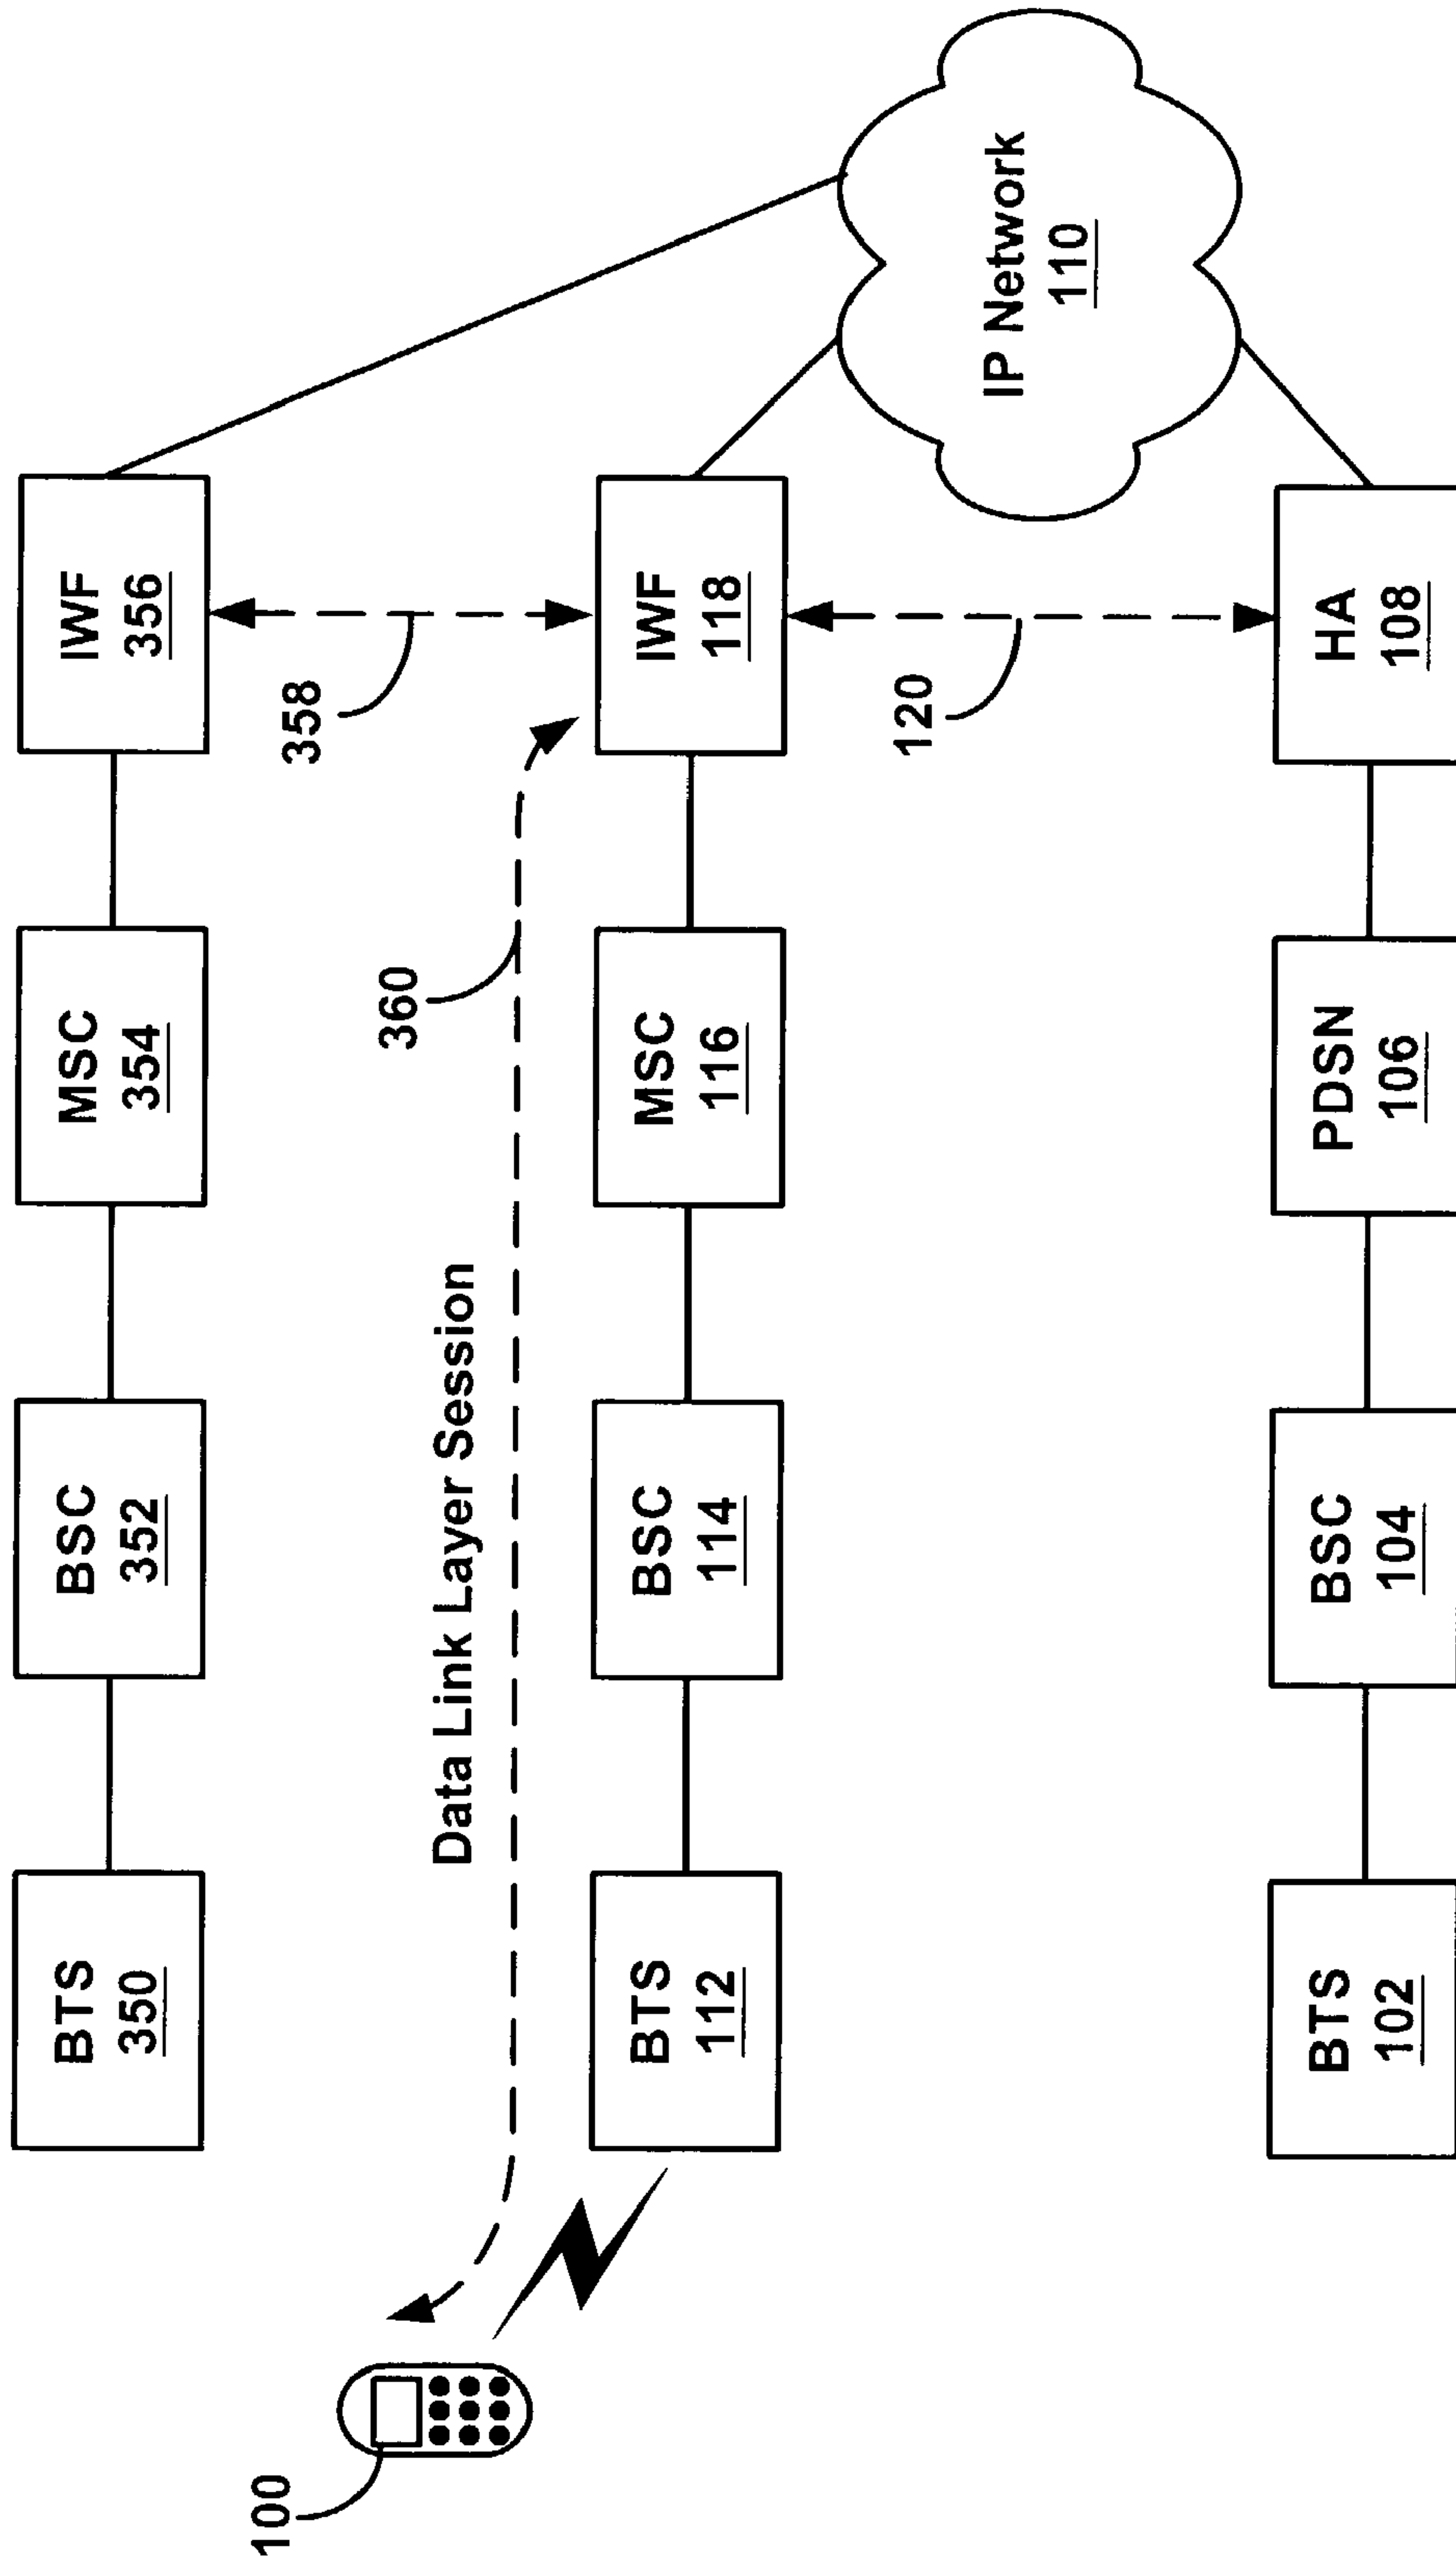 BTS
350
BSC
352
MSC
354
IWF
356
358
360
Data Link Layer Session
100
BTS
112
BSC
114
MSC
116
IWF
118
120
IP Network
110
BTS
102
BSC
104
PDSN
106
HA
108